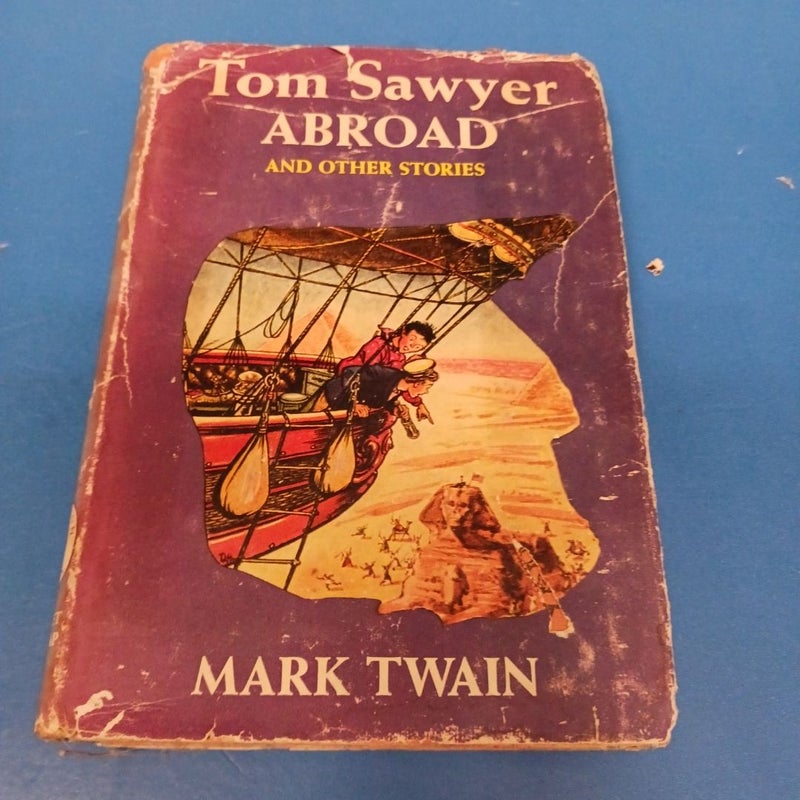 Tom Sawyer
ABROAD
AND OTHER STORIES
MARK TWAIN